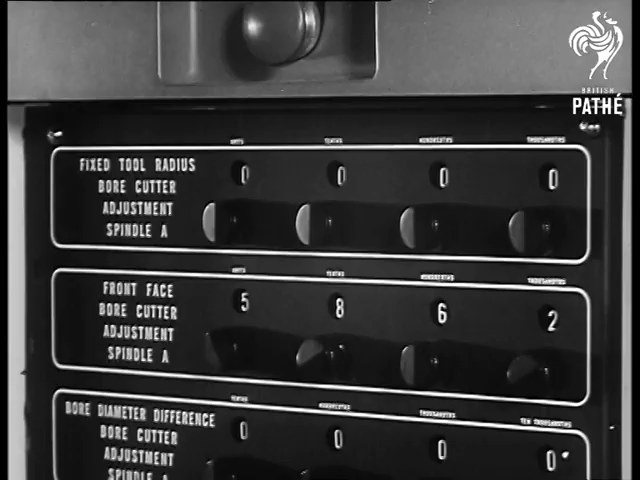 BRITISH
PATHÉ
UNITS TENTHS HUNDREDTHS THOUSANDTHS
FIXED TOOL RADIUS
BORE CUTTER
ADJUSTMENT
SPINDLE A
0 0 0 0
UNITS TENTHS HUNDREDTHS THOUSANDTHS
FRONT FACE
BORE CUTTER
ADJUSTMENT
SPINDLE A
5 8 6 2
TENTHS HUNDREDTHS THOUSANDTHS TEN THOUSANDTHS
BORE DIAMETER DIFFERENCE
BORE CUTTER
ADJUSTMENT
SPINDLE A
0 0 0 0